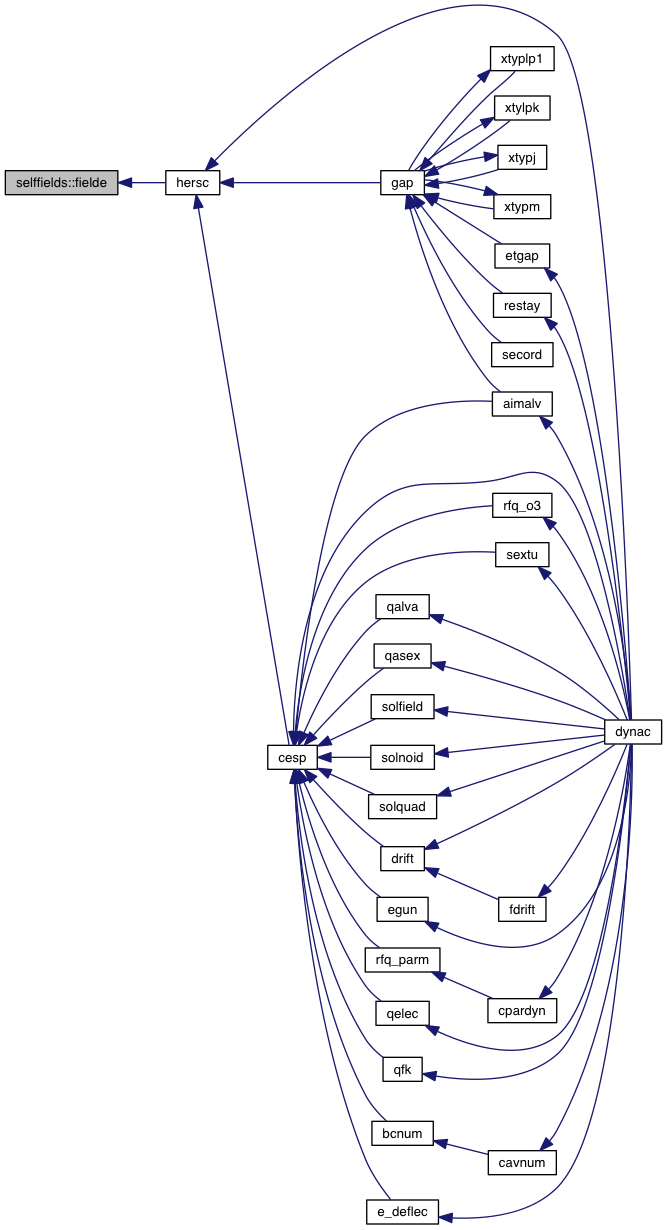 xtyplp1
xtylpk
xtypj
selffields::fielde
hersc
gap
xtypm
etgap
restay
secord
aimalv
rfq_o3
sextu
qalva
qasex
solfield
dynac
cesp
solnoid
solquad
drift
egun
fdrift
rfq_parm
cpardyn
qelec
qfk
bcnum
cavnum
e_deflec